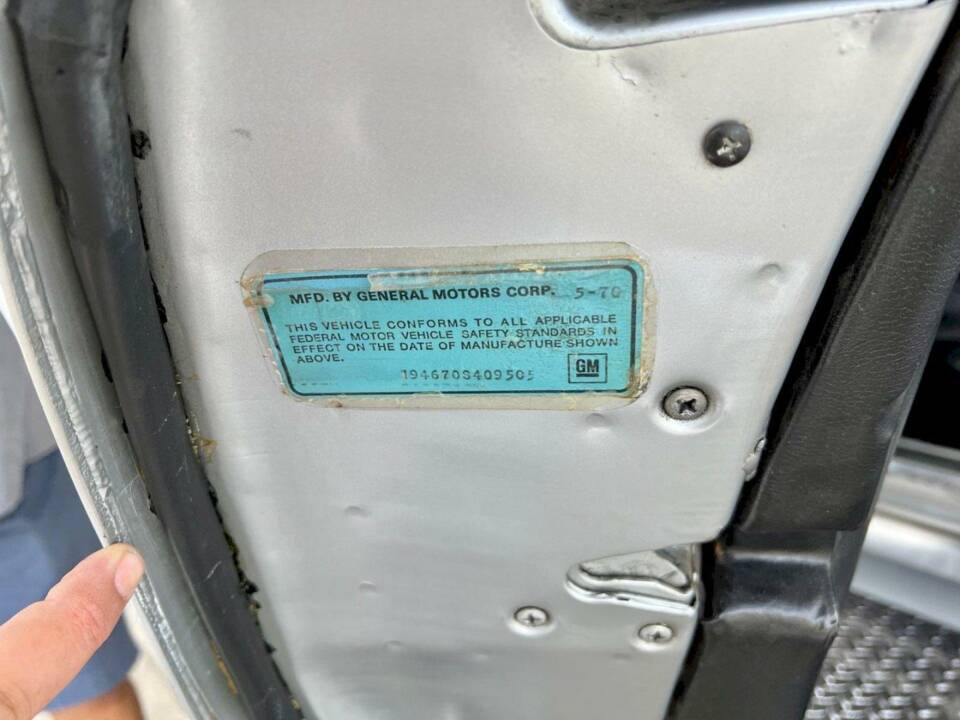 MFD. BY GENERAL MOTORS CORP. 5-70
THIS VEHICLE CONFORMS TO ALL APPLICABLE
FEDERAL MOTOR VEHICLE SAFETY STANDARDS IN
EFFECT ON THE DATE OF MANUFACTURE SHOWN
ABOVE.
194670S409505
GM